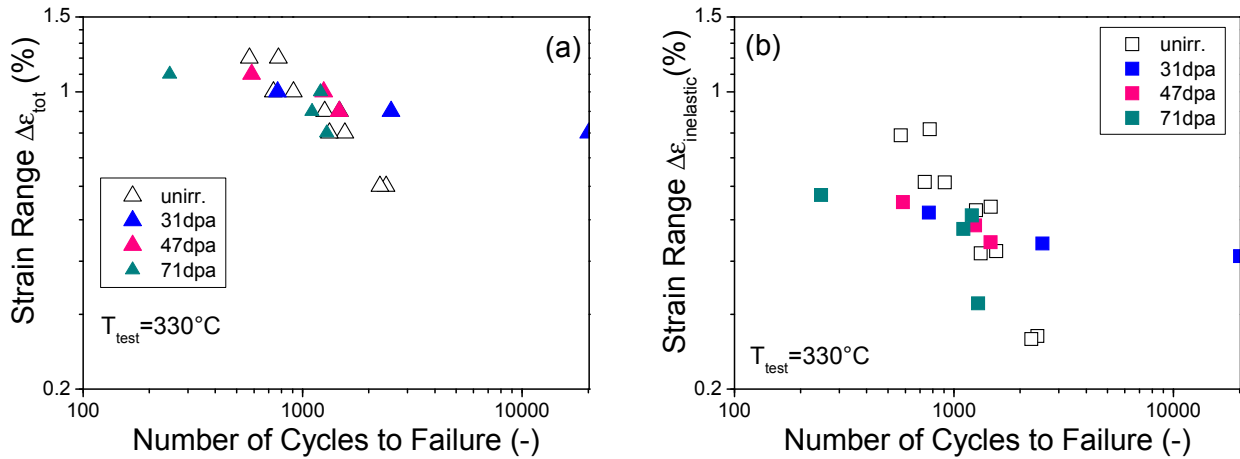 1.5
1
0.2
Strain Range Δε_tot (%)
(a)
unirr.
31dpa
47dpa
71dpa
T_test=330°C
100
1000
10000
Number of Cycles to Failure (-)
1.5
1
0.2
Strain Range Δε_inelastic(%)
(b)
unirr.
31dpa
47dpa
71dpa
T_test=330°C
100
1000
10000
Number of Cycles to Failure (-)